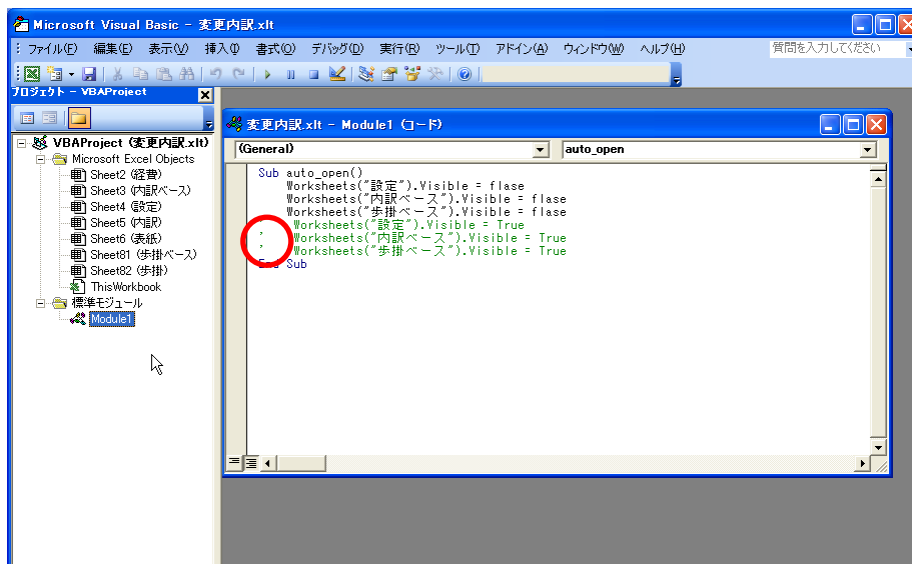 Microsoft Visual Basic - 変更内訳.xlt
ファイル(F) 編集(E) 表示(V) 挿入(I) 書式(O) デバッグ(D) 実行(R) ツール(T) アドイン(A) ウィンドウ(W) ヘルプ(H) 質問を入力してください
プロジェクト - VBAProject
VBAProject (変更内訳.xlt)
Microsoft Excel Objects
Sheet2 (経費)
Sheet3 (内訳ベース)
Sheet4 (設定)
Sheet5 (内訳)
Sheet6 (表紙)
Sheet81 (歩掛ベース)
Sheet82 (歩掛)
ThisWorkbook
標準モジュール
Module1
変更内訳.xlt - Module1 (コード)
(General) auto_open
Sub auto_open()
Worksheets("設定").Visible = flase
Worksheets("内訳ベース").Visible = flase
Worksheets("歩掛ベース").Visible = flase
' Worksheets("設定").Visible = True
' Worksheets("内訳ベース").Visible = True
' Worksheets("歩掛ベース").Visible = True
End Sub